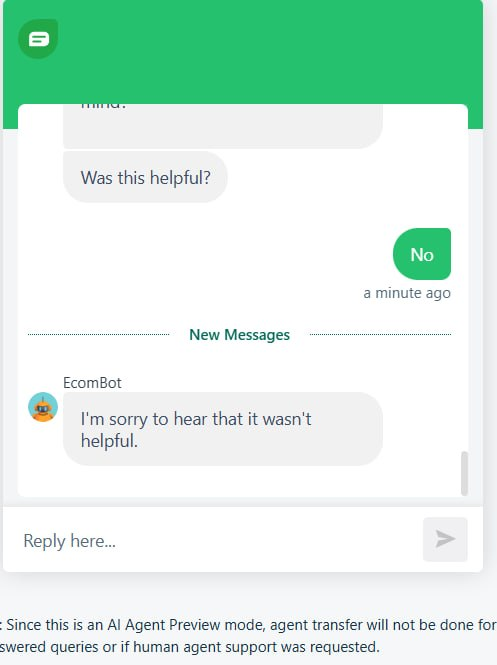 mind?
Was this helpful?
No
a minute ago
New Messages
EcomBot
I'm sorry to hear that it wasn't
helpful.
Reply here...
: Since this is an AI Agent Preview mode, agent transfer will not be done for
swered queries or if human agent support was requested.